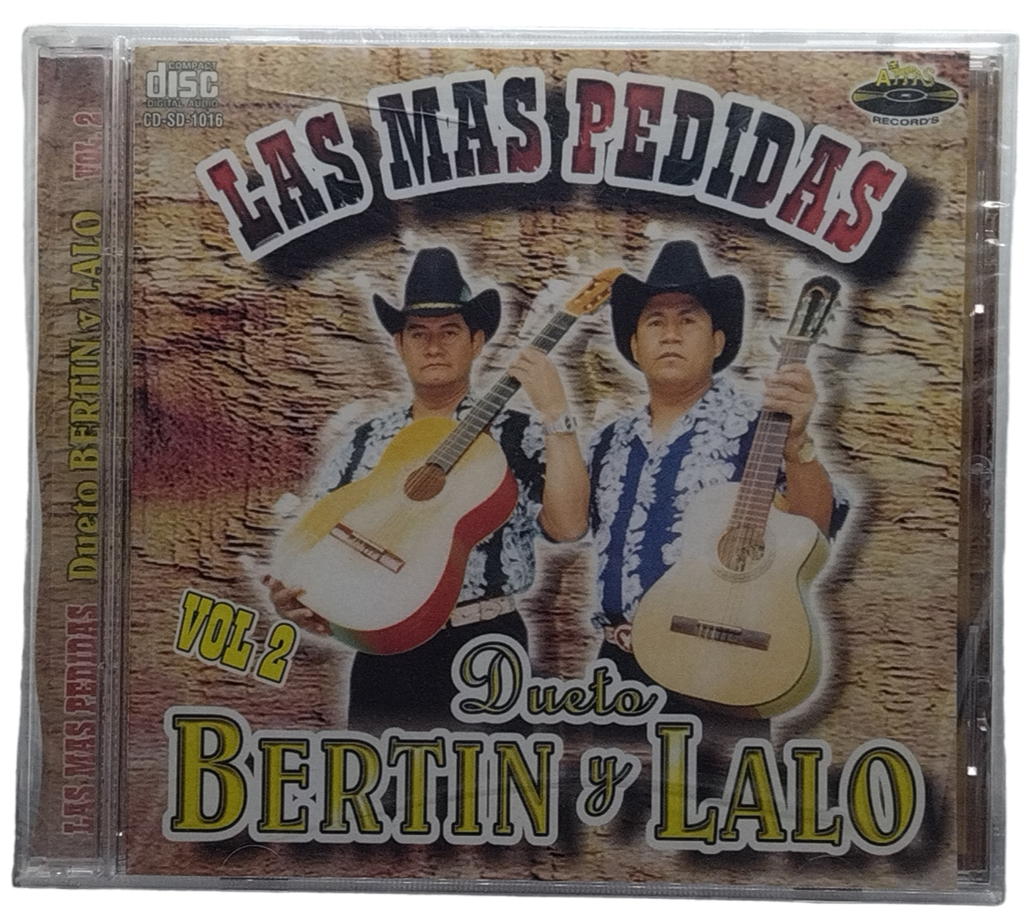 COMPACT
disc
DIGITAL AUDIO
CD-SD-1016
RECORD'S
LAS MAS PEDIDAS
VOL 2
Dueto
BERTIN y LALO
LAS MAS PEDIDAS Dueto BERTIN y LALO VOL. 2